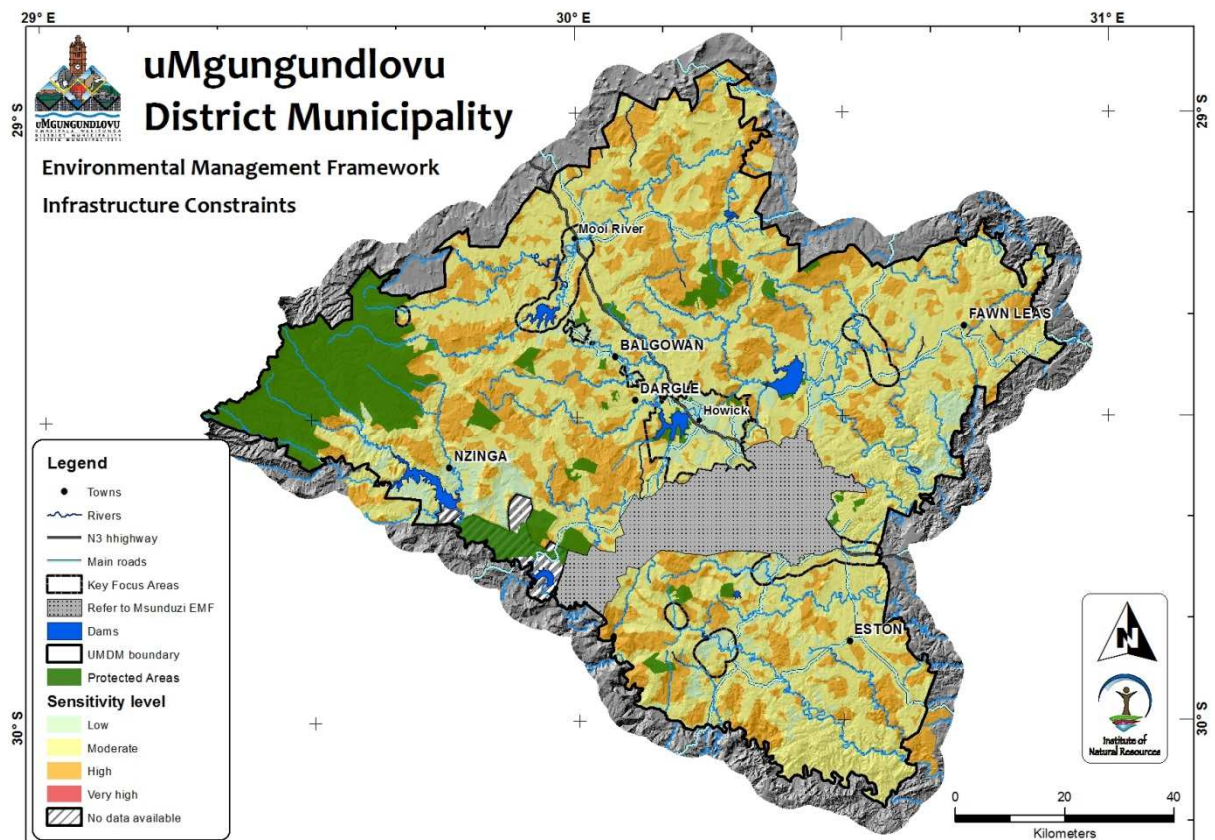 29° E
30° E
31° E
uMgungundlovu
District Municipality
Environmental Management Framework
Infrastructure Constraints
uMGUNGUNDLOVU
29° S
29° S
Mooi River
FAWN LEAS
BALGOWAN
DARGLE
Howick
NZINGA
ESTON
Legend
Towns
Rivers
N3 hhighway
Main roads
Key Focus Areas
Refer to Msunduzi EMF
Dams
UMDM boundary
Protected Areas
Sensitivity level
Low
Moderate
High
Very high
No data available
30° S
30° S
N
Institute of
Natural Resources
0 20 40
Kilometers